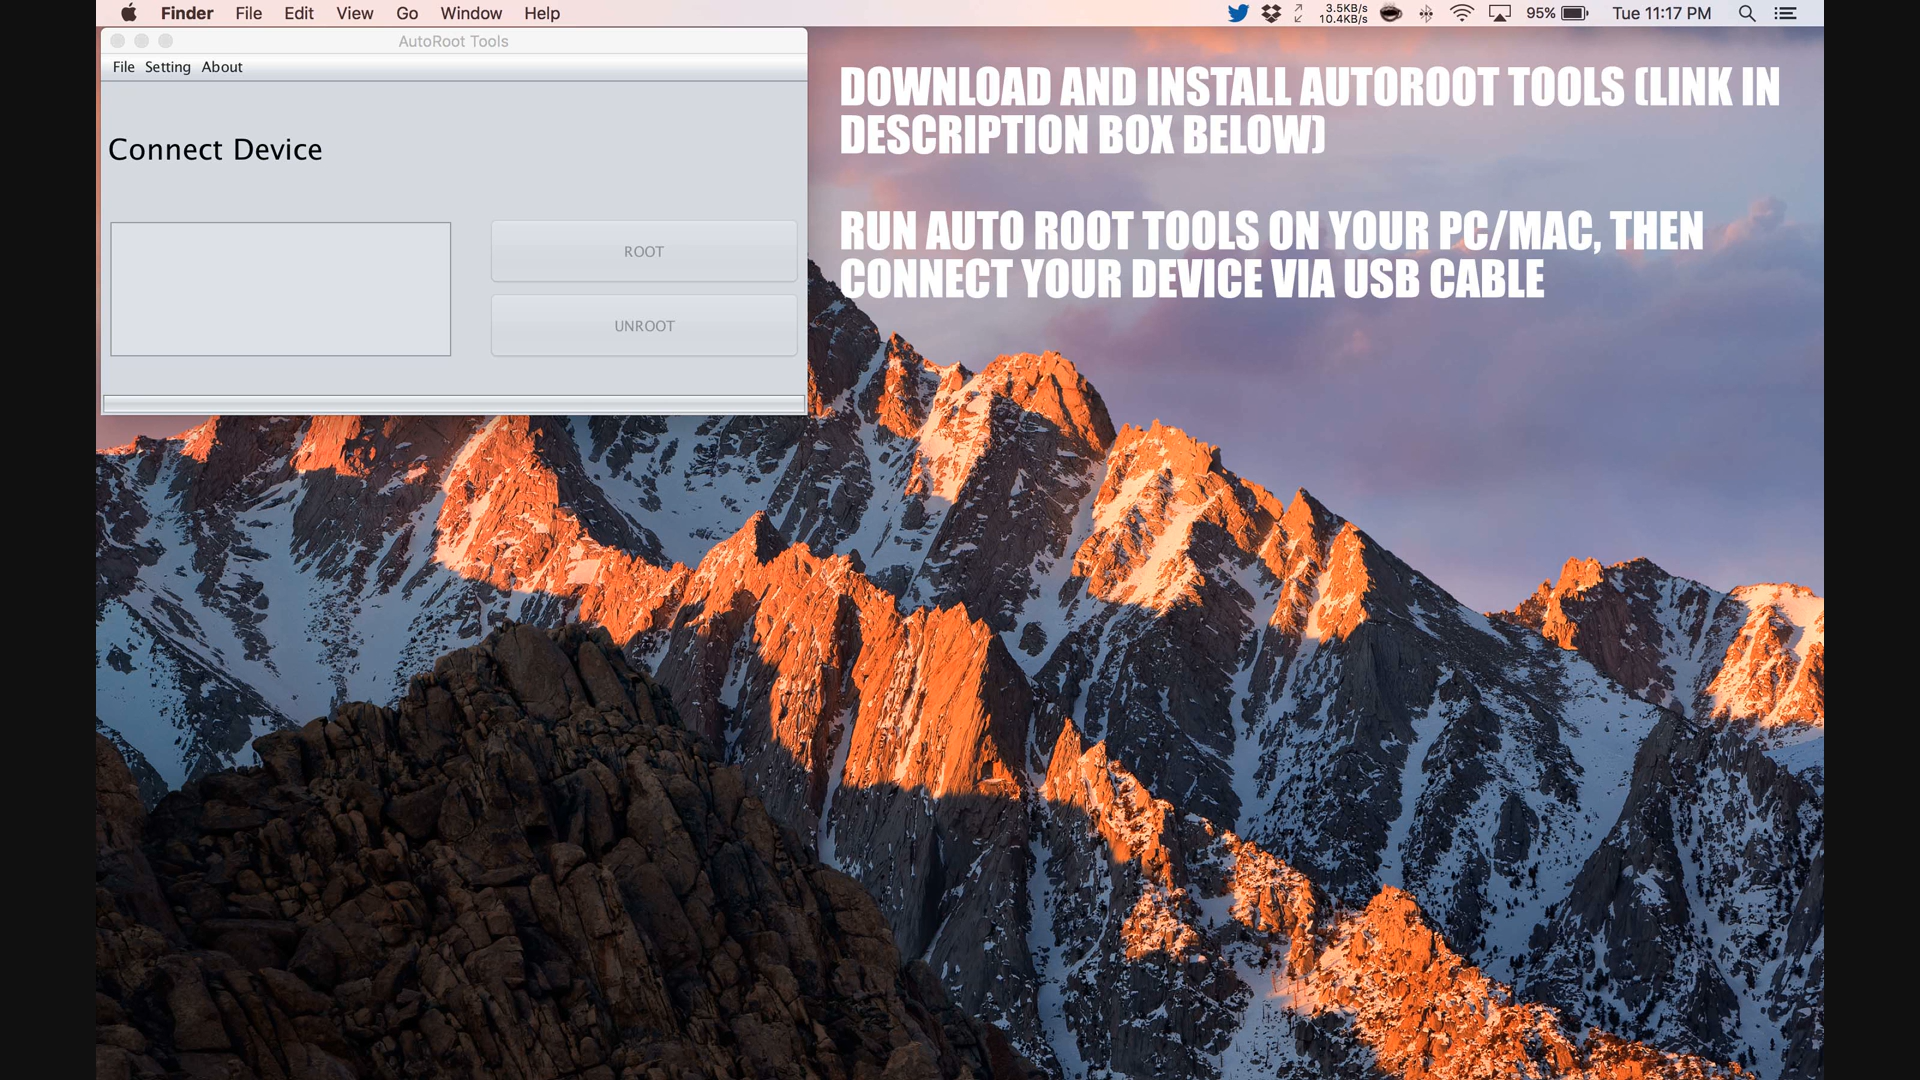 Finder File Edit View Go Window Help 3.5KB/s 10.4KB/s 95% Tue 11:17 PM
AutoRoot Tools
File Setting About
Connect Device
ROOT
UNROOT
DOWNLOAD AND INSTALL AUTOROOT TOOLS (LINK IN
DESCRIPTION BOX BELOW)
RUN AUTO ROOT TOOLS ON YOUR PC/MAC, THEN
CONNECT YOUR DEVICE VIA USB CABLE